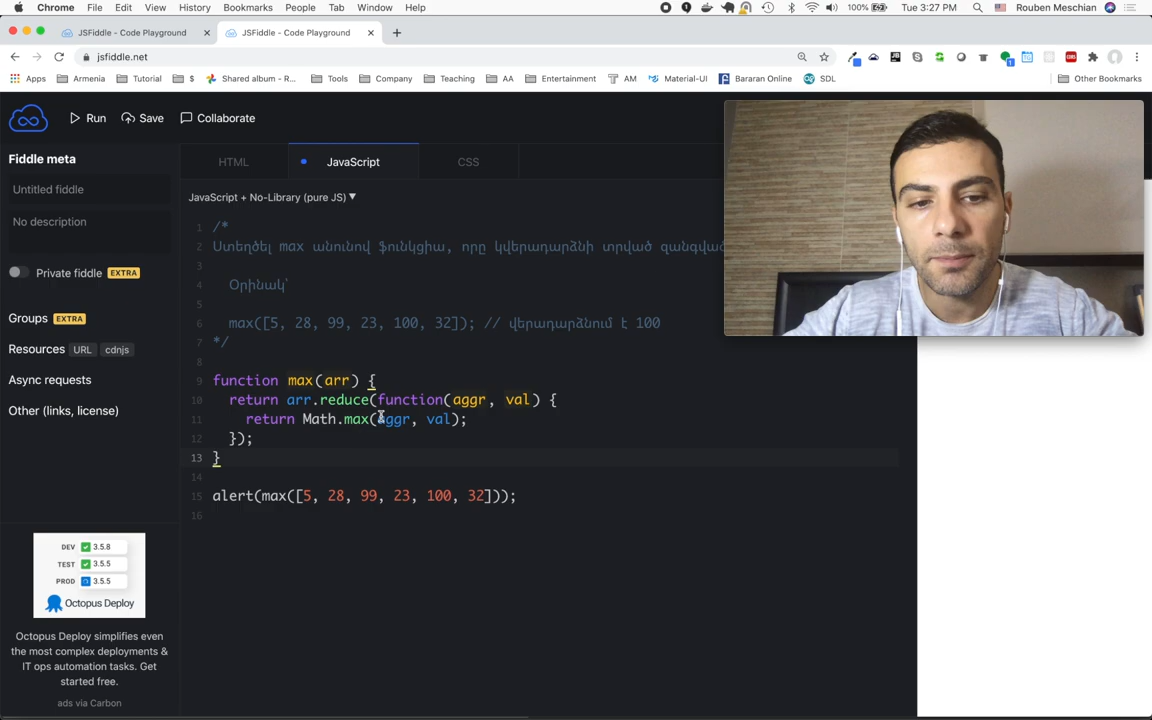 Chrome File Edit View History Bookmarks People Tab Window Help
100% Tue 3:27 PM Rouben Meschian
JSFiddle - Code Playground
JSFiddle - Code Playground
jsfiddle.net
Apps Armenia Tutorial $ Shared album - R... Tools Company Teaching AA Entertainment AM Material-UI Bararan Online SDL Other Bookmarks
Run Save Collaborate
Fiddle meta
Untitled fiddle
No description
Private fiddle EXTRA
Groups EXTRA
Resources URL cdnjs
Async requests
Other (links, license)
DEV 3.5.8
TEST 3.5.5
PROD 3.5.5
Octopus Deploy
Octopus Deploy simplifies even
the most complex deployments &
IT ops automation tasks. Get
started free.
ads via Carbon
HTML JavaScript CSS
JavaScript + No-Library (pure JS)
1 /*
2 Ստեղծել max անունով ֆունկցիա, որը կվերադարձնի տրված զանգված
3
4 Օրինակ՝
5
6 max([5, 28, 99, 23, 100, 32]); // վերադարձնում է 100
7 */
8
9 function max(arr) {
10 return arr.reduce(function(aggr, val) {
11 return Math.max(aggr, val);
12 });
13 }
14
15 alert(max([5, 28, 99, 23, 100, 32]));
16